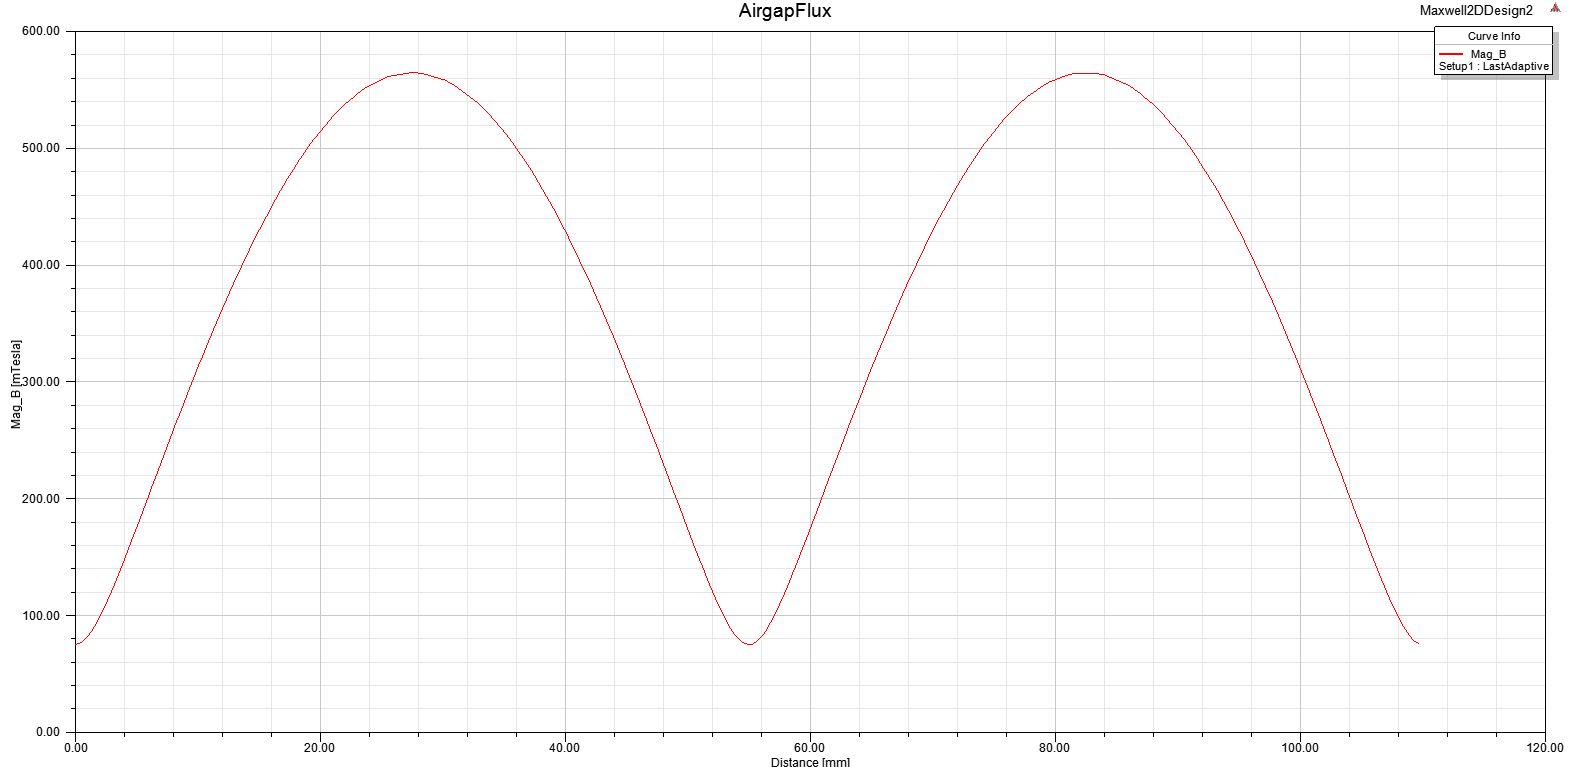 AirgapFlux
Maxwell2DDesign2
Curve Info
Mag_B
Setup1 : LastAdaptive
600.00
500.00
400.00
300.00
200.00
100.00
0.00
Mag_B [mTesla]
0.00
20.00
40.00
60.00
80.00
100.00
120.00
Distance [mm]